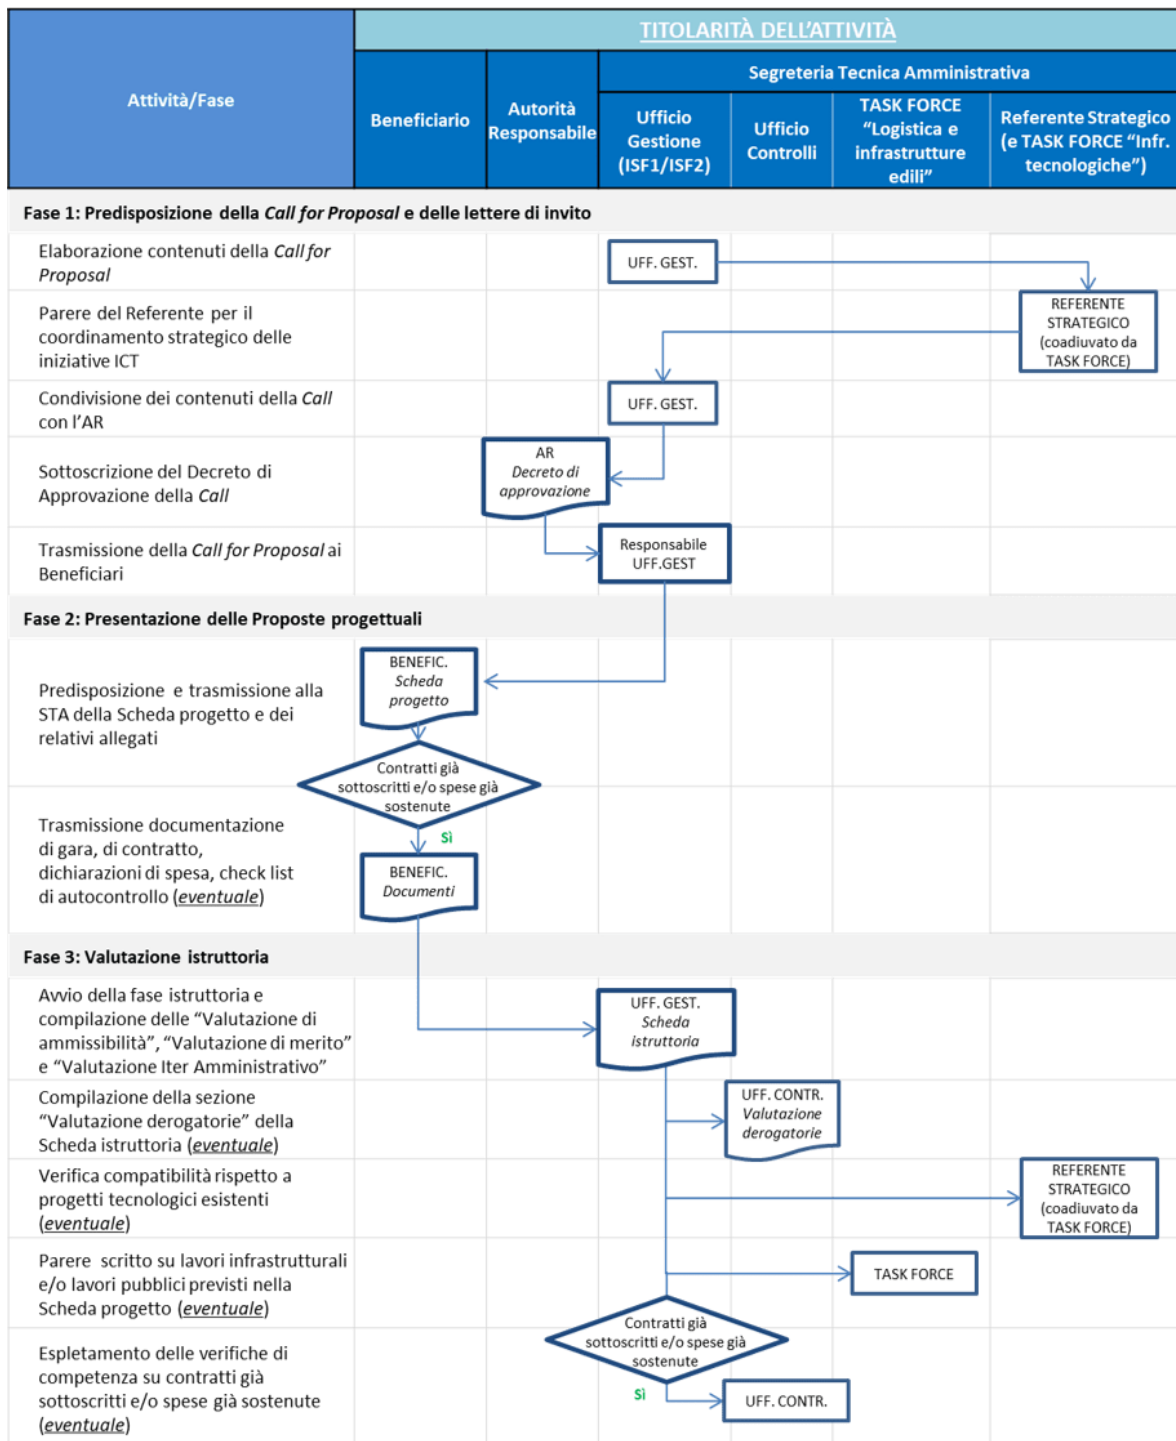 TITOLARITÀ DELL'ATTIVITÀ
Attività/Fase
Beneficiario
Autorità
Responsabile
Segreteria Tecnica Amministrativa
Ufficio
Gestione
(ISF1/ISF2)
Ufficio
Controlli
TASK FORCE
“Logistica e
infrastrutture
edili”
Referente Strategico
(e TASK FORCE “Infr.
tecnologiche”)
Fase 1: Predisposizione della Call for Proposal e delle lettere di invito
Elaborazione contenuti della Call for
Proposal
UFF. GEST.
Parere del Referente per il
coordinamento strategico delle
iniziative ICT
REFERENTE
STRATEGICO
(coadiuvato da
TASK FORCE)
Condivisione dei contenuti della Call
con l’AR
UFF. GEST.
Sottoscrizione del Decreto di
Approvazione della Call
AR
Decreto di
approvazione
Trasmissione della Call for Proposal ai
Beneficiari
Responsabile
UFF.GEST
Fase 2: Presentazione delle Proposte progettuali
Predisposizione e trasmissione alla
STA della Scheda progetto e dei
relativi allegati
BENEFIC.
Scheda
progetto
Contratti già
sottoscritti e/o spese già
sostenute
Sì
Trasmissione documentazione
di gara, di contratto,
dichiarazioni di spesa, check list
di autocontrollo (eventuale)
BENEFIC.
Documenti
Fase 3: Valutazione istruttoria
Avvio della fase istruttoria e
compilazione delle “Valutazione di
ammissibilità”, “Valutazione di merito”
e “Valutazione Iter Amministrativo”
UFF. GEST.
Scheda
istruttoria
Compilazione della sezione
“Valutazione derogatorie” della
Scheda istruttoria (eventuale)
UFF. CONTR.
Valutazione
derogatorie
Verifica compatibilità rispetto a
progetti tecnologici esistenti
(eventuale)
REFERENTE
STRATEGICO
(coadiuvato da
TASK FORCE)
Parere scritto su lavori infrastrutturali
e/o lavori pubblici previsti nella
Scheda progetto (eventuale)
TASK FORCE
Contratti già
sottoscritti e/o spese già
sostenute
Sì
Espletamento delle verifiche di
competenza su contratti già
sottoscritti e/o spese già sostenute
(eventuale)
UFF. CONTR.